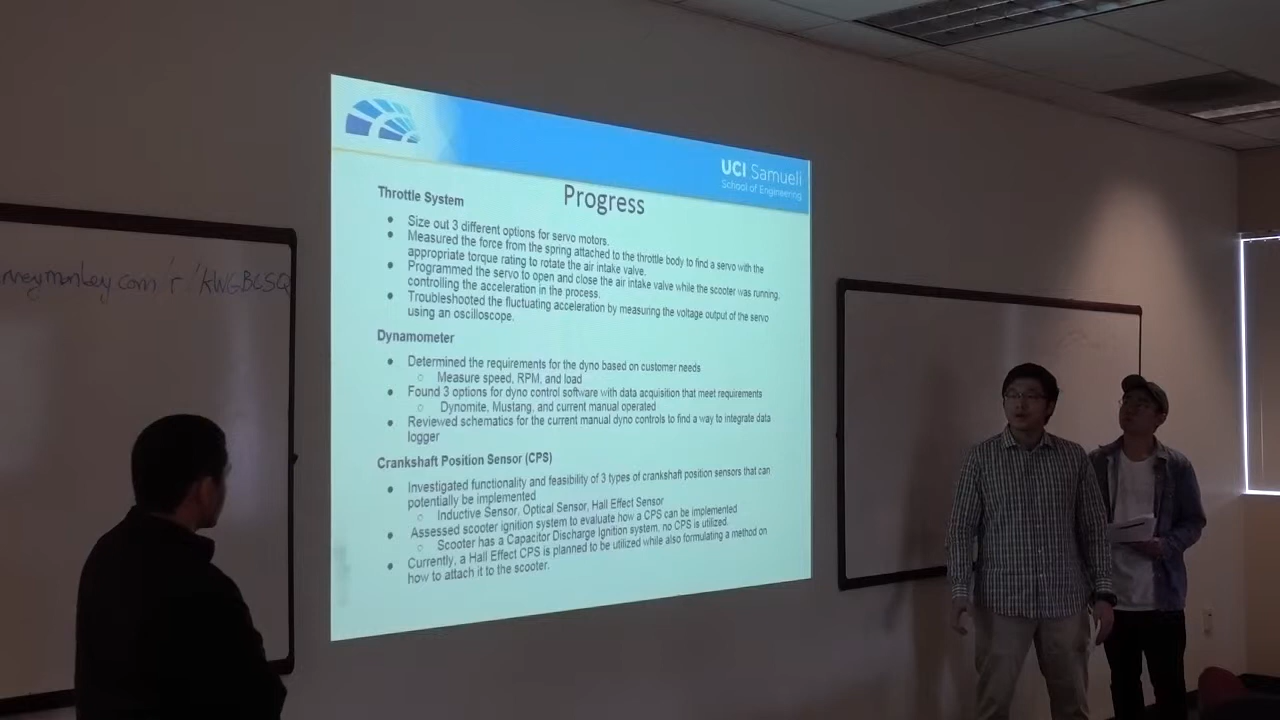 UCI Samueli
School of Engineering
Progress
Throttle System
● Size out 3 different options for servo motors.
● Measured the force from the spring attached to the throttle body to find a servo with the
appropriate torque rating to rotate the air intake valve.
● Programmed the servo to open and close the air intake valve while the scooter was running,
controlling the acceleration in the process.
● Troubleshooted the fluctuating acceleration by measuring the voltage output of the servo
using an oscilloscope.
Dynamometer
● Determined the requirements for the dyno based on customer needs
○ Measure speed, RPM, and load
● Found 3 options for dyno control software with data acquisition that meet requirements
○ Dynomite, Mustang, and current manual operated
● Reviewed schematics for the current manual dyno controls to find a way to integrate data
logger
Crankshaft Position Sensor (CPS)
● Investigated functionality and feasibility of 3 types of crankshaft position sensors that can
potentially be implemented
○ Inductive Sensor, Optical Sensor, Hall Effect Sensor
● Assessed scooter ignition system to evaluate how a CPS can be implemented
○ Scooter has a Capacitor Discharge Ignition system, no CPS is utilized.
● Currently, a Hall Effect CPS is planned to be utilized while also formulating a method on
how to attach it to the scooter.
veymonkey.com r /